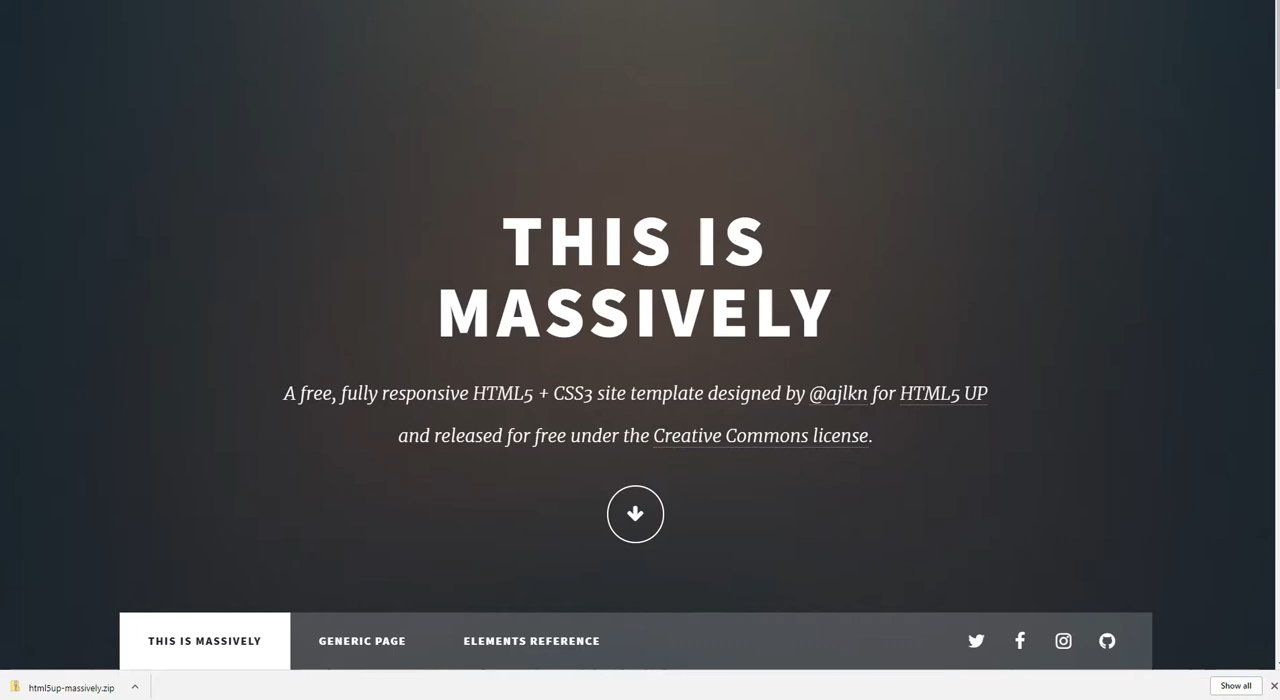 THIS IS
MASSIVELY
A free, fully responsive HTML5 + CSS3 site template designed by @ajlkn for HTML5 UP
and released for free under the Creative Commons license.
THIS IS MASSIVELY
GENERIC PAGE
ELEMENTS REFERENCE
html5up-massively.zip
Show all